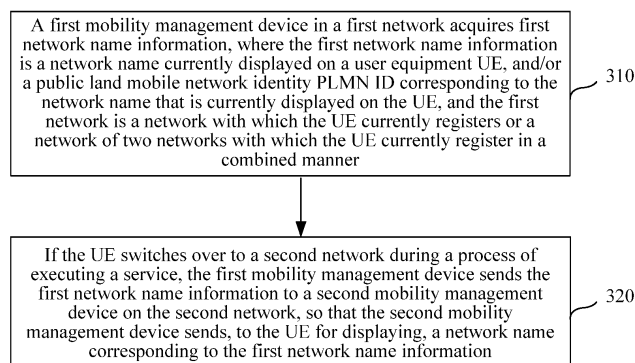 A first mobility management device in a first network acquires first
network name information, where the first network name information
is a network name currently displayed on a user equipment UE, and/or
a public land mobile network identity PLMN ID corresponding to the
network name that is currently displayed on the UE, and the first
network is a network with which the UE currently registers or a
network of two networks with which the UE currently register in a
combined manner
310
If the UE switches over to a second network during a process of
executing a service, the first mobility management device sends the
first network name information to a second mobility management
device on the second network, so that the second mobility
management device sends, to the UE for displaying, a network name
corresponding to the first network name information
320